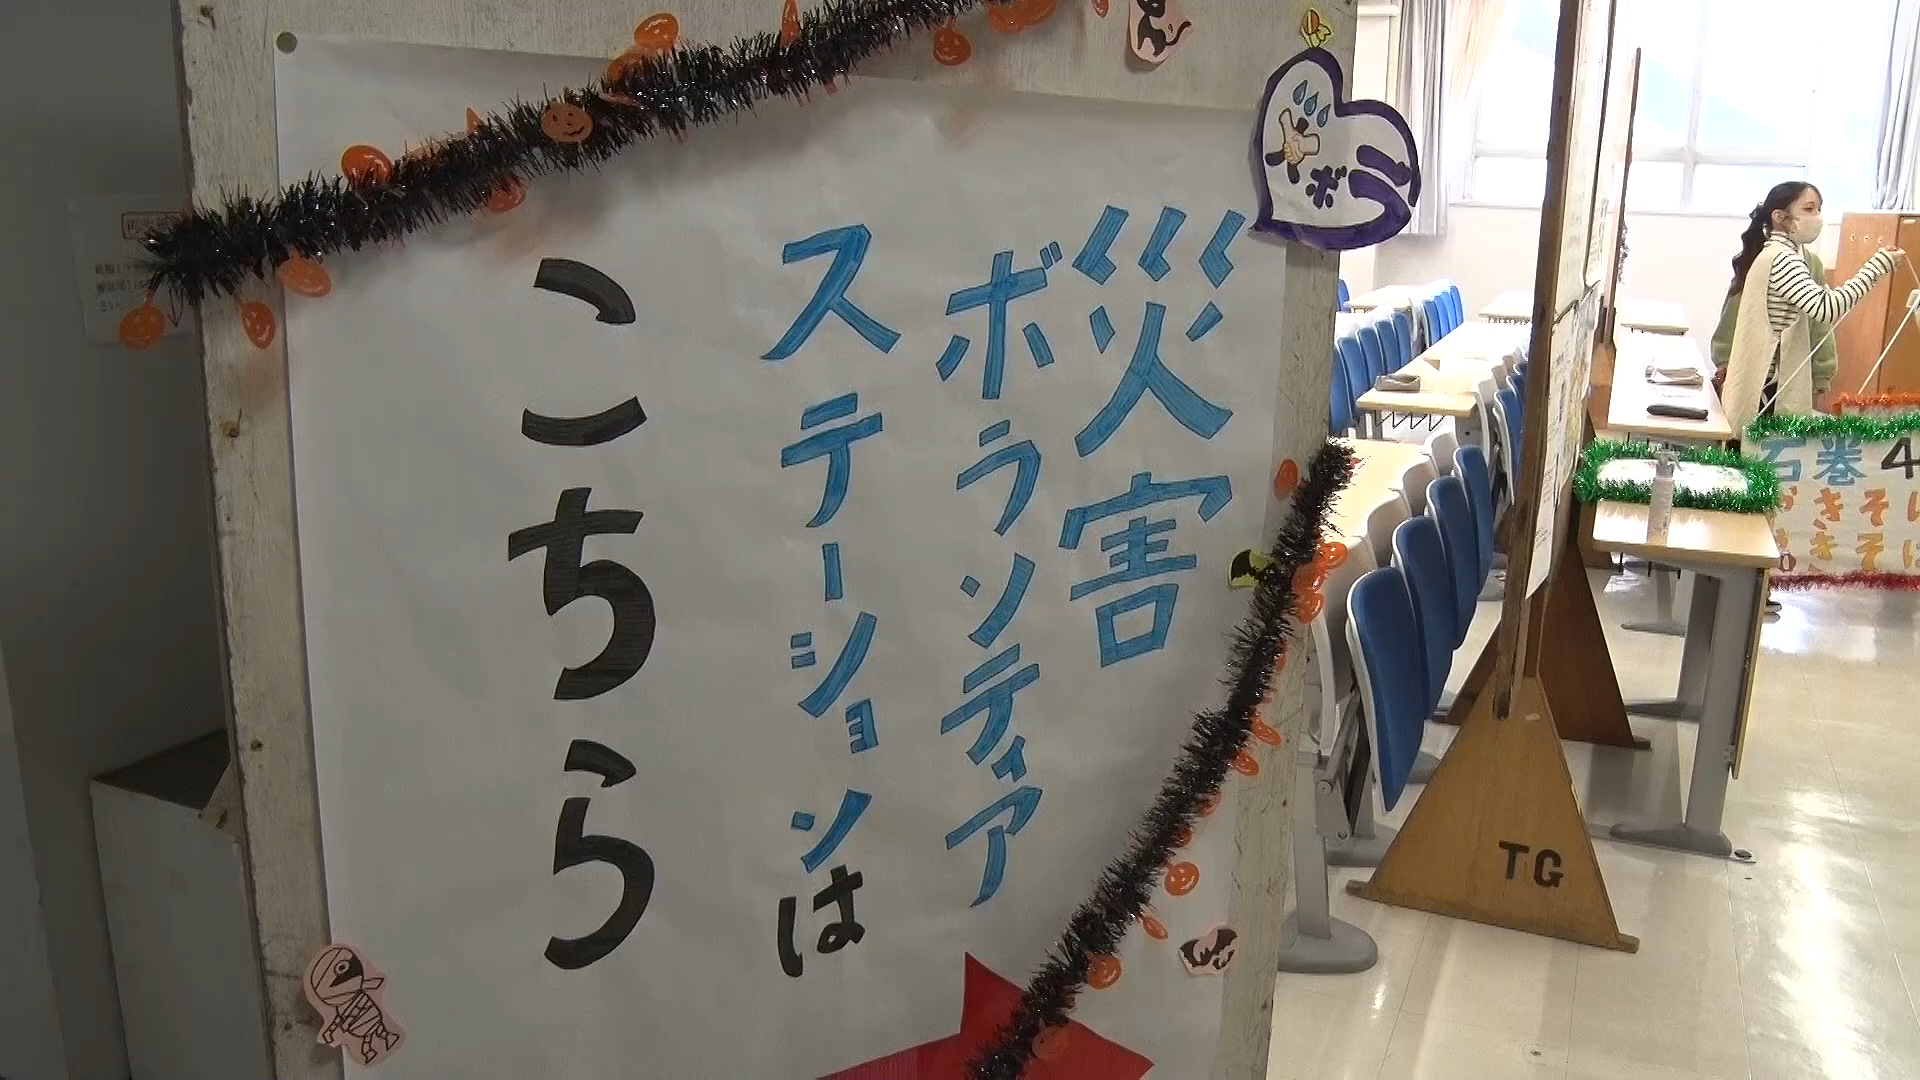 災害
ボランティア
ステーションは
こちら
ボラ
TG
石巻 4